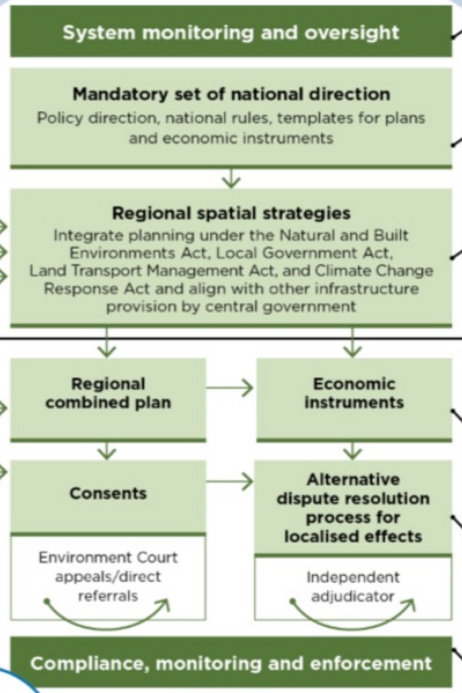 System monitoring and oversight
Mandatory set of national direction
Policy direction, national rules, templates for plans
and economic instruments
Regional spatial strategies
Integrate planning under the Natural and Built
Environments Act, Local Government Act,
Land Transport Management Act, and Climate Change
Response Act and align with other infrastructure
provision by central government
Regional
combined plan
Economic
instruments
Consents
Alternative
dispute resolution
process for
localised effects
Environment Court
appeals/direct
referrals
Independent
adjudicator
Compliance, monitoring and enforcement